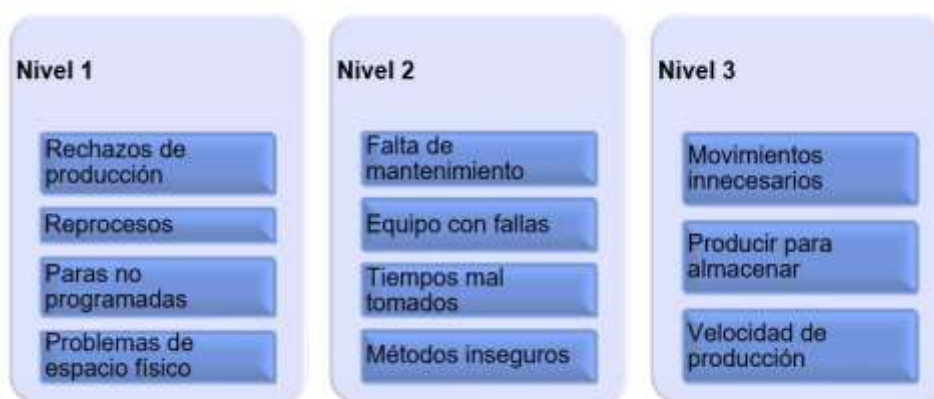 Nivel 1
Rechazos de
producción
Reprocesos
Paras no
programadas
Problemas de
espacio físico
Nivel 2
Falta de
mantenimiento
Equipo con fallas
Tiempos mal
tomados
Métodos inseguros
Nivel 3
Movimientos
innecesarios
Producir para
almacenar
Velocidad de
producción